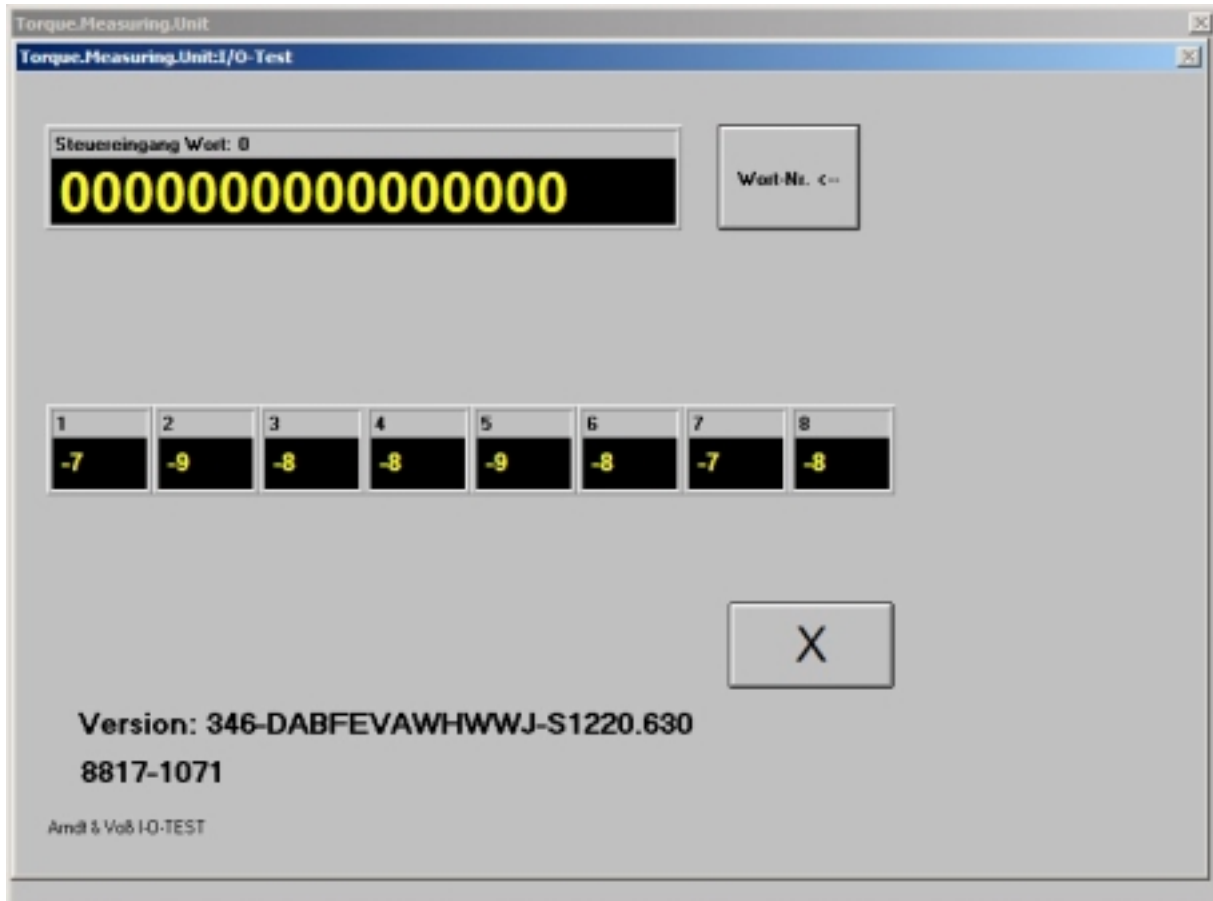 Torque.Measuring.Unit
Torque.Measuring.Unit:I/O-Test
Steuereingang Wort: 0
0000000000000000
Wort-Nr. <--
1 2 3 4 5 6 7 8
-7 -9 -8 -8 -9 -8 -7 -8
X
Version: 346-DABFEVAWHWWJ-S1220.630
8817-1071
Arndt & Voß I-O-TEST